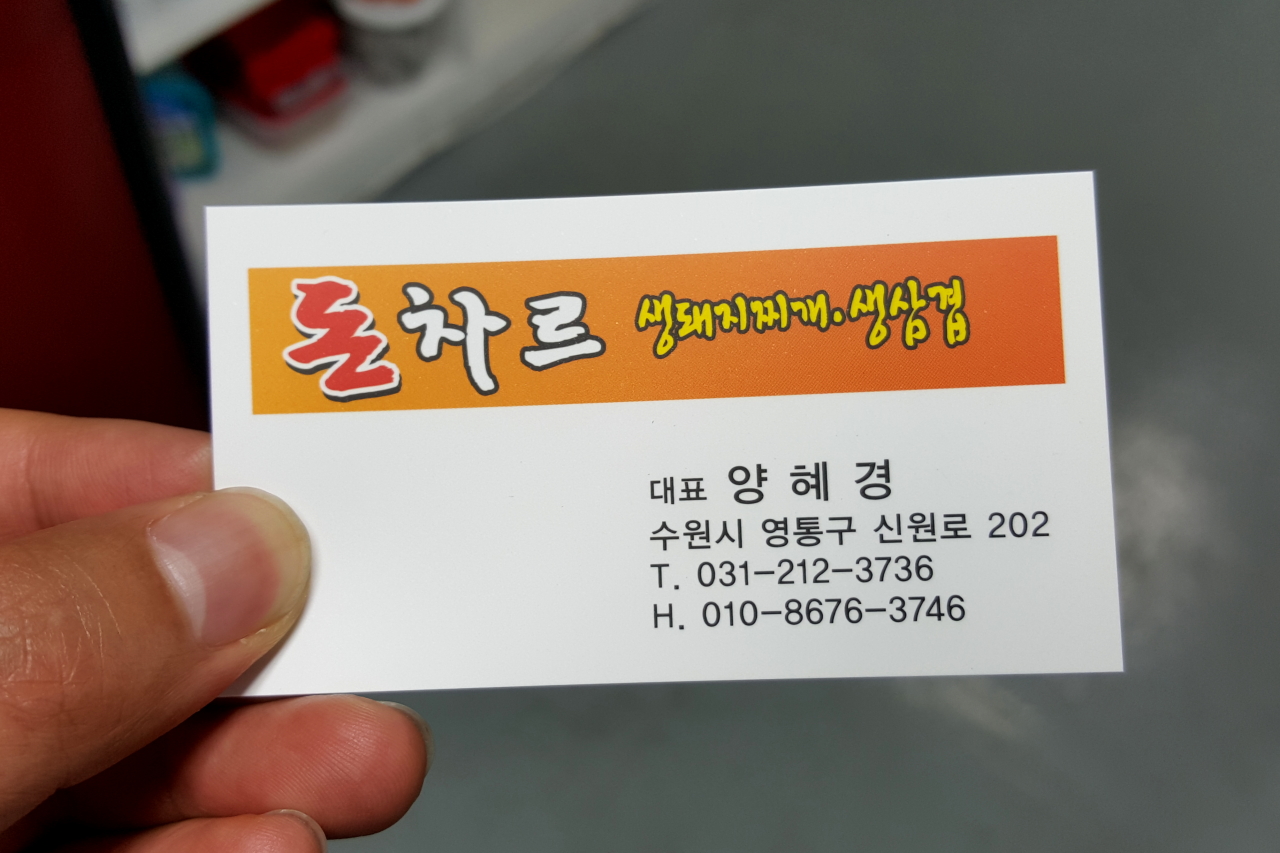 돈차르 생돼지찌개.생삼겹
대표 양 혜 경
수원시 영통구 신원로 202
T. 031-212-3736
H. 010-8676-3746